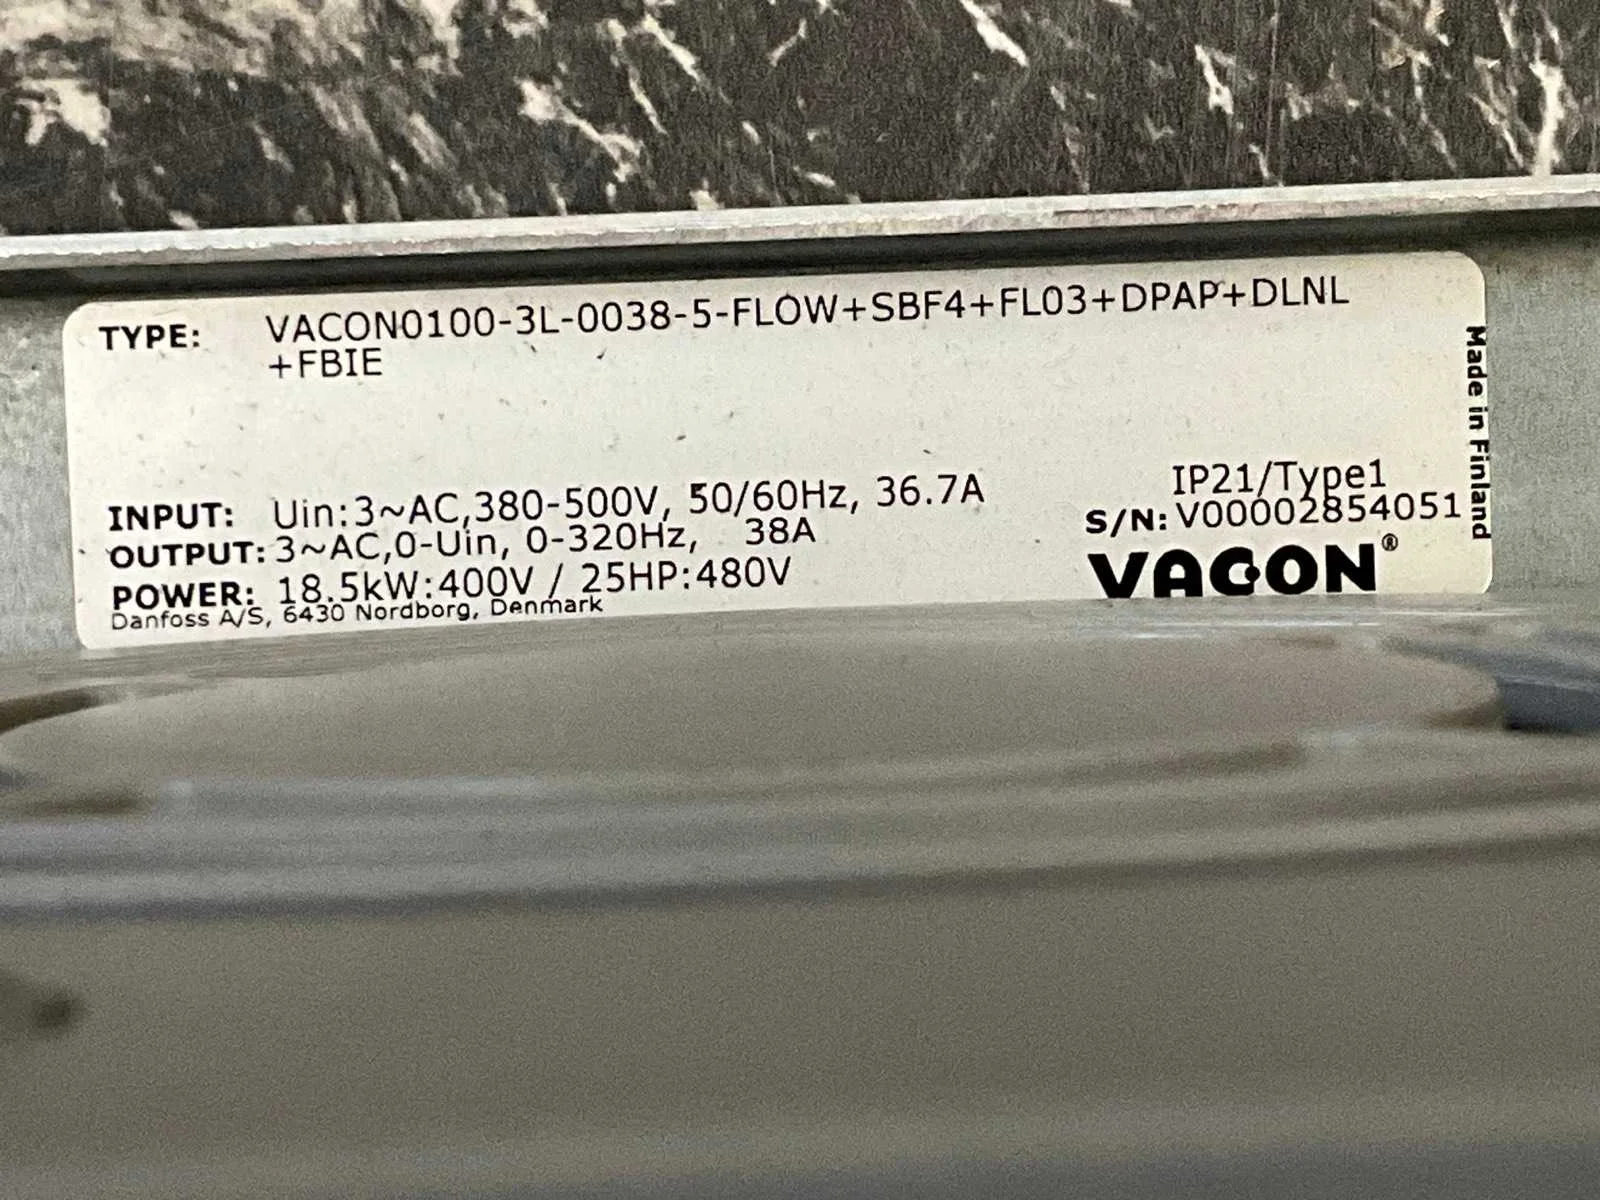 TYPE: VACON0100-3L-0038-5-FLOW+SBF4+FL03+DPAP+DLNL
+FBIE
INPUT: Uin:3~AC,380-500V, 50/60Hz, 36.7A
OUTPUT: 3~AC,0-Uin, 0-320Hz, 38A
POWER: 18.5kW:400V / 25HP:480V
Danfoss A/S, 6430 Nordborg, Denmark
IP21/Type1
S/N: V00002854051
VACON®
Made in Finland